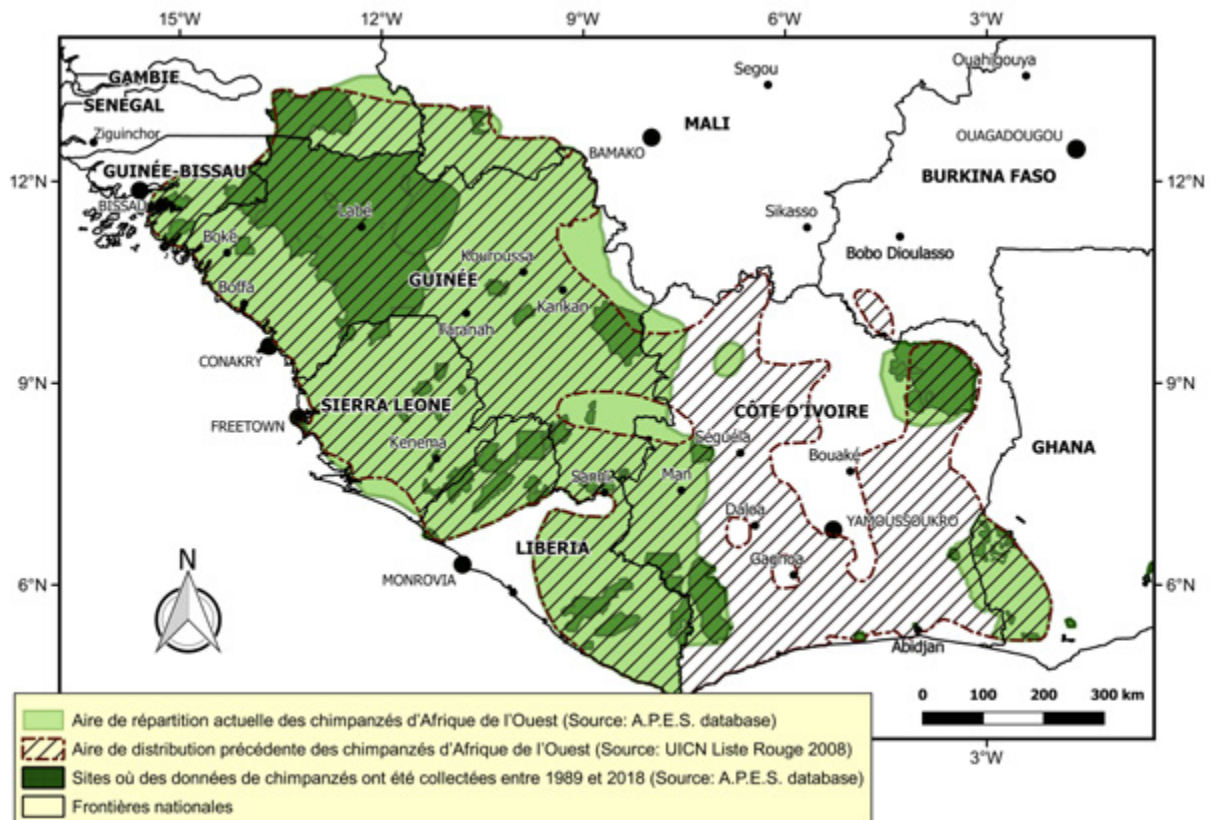 15°W 12°W 9°W 6°W 3°W
Ouahigouya
Segou
GAMBIE
SENÉGAL
MALI
Ziguinchor
OUAGADOUGOU
BAMAKO
GUINÉE-BISSAU
BURKINA FASO
12°N 12°N
BISSAU
Labé
Sikasso
Boké
Bobo Dioulasso
Kouroussa
GUINÉE
Boffa
Kankan
Faranah
CONAKRY
9°N 9°N
SIERRA LEONE
CÔTE D'IVOIRE
FREETOWN
Séguéla
GHANA
Kenema
Bouaké
Man
Daloa
YAMOUSSOUKRO
LIBERIA
Gagnoa
MONROVIA
6°N 6°N
N
Abidjan
0 100 200 300 km
3°W
Aire de répartition actuelle des chimpanzés d'Afrique de l'Ouest (Source: A.P.E.S. database)
Aire de distribution précédente des chimpanzés d'Afrique de l'Ouest (Source: UICN Liste Rouge 2008)
Sites où des données de chimpanzés ont été collectées entre 1989 et 2018 (Source: A.P.E.S. database)
Frontières nationales